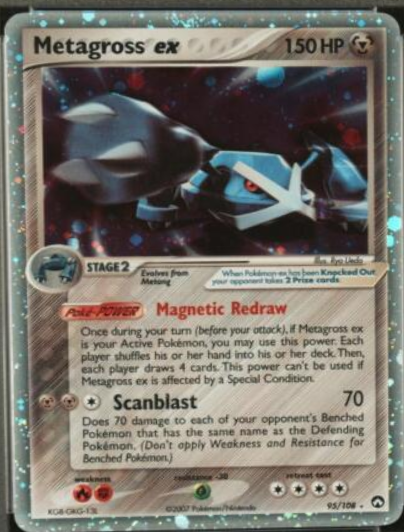 Metagross ex 150 HP
Illus. Ryo Ueda
STAGE 2 Evolves from
Metang
When Pokémon-ex has been Knocked Out,
your opponent takes 2 Prize cards.
Poké-POWER Magnetic Redraw
Once during your turn (before your attack), if Metagross ex
is your Active Pokémon, you may use this power. Each
player shuffles his or her hand into his or her deck. Then,
each player draws 4 cards. This power can't be used if
Metagross ex is affected by a Special Condition.
Scanblast 70
Does 70 damage to each of your opponent's Benched
Pokémon that has the same name as the Defending
Pokémon. (Don't apply Weakness and Resistance for
Benched Pokémon.)
weakness resistance -30 retreat cost
KGB-GKG-13L ©2007 Pokémon/Nintendo 95/108